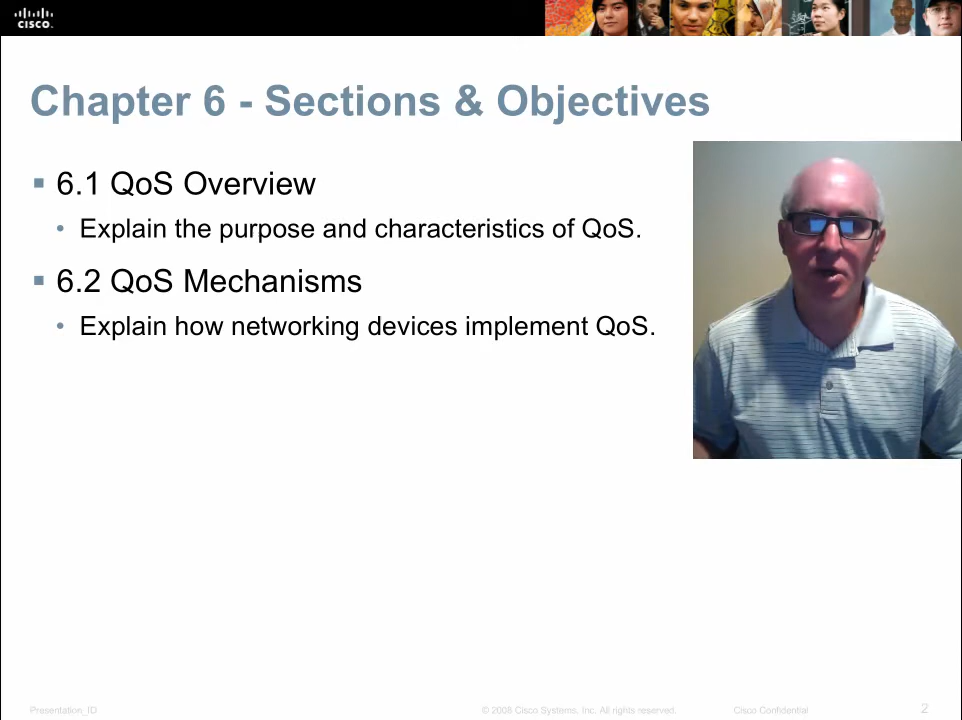 CISCO
Chapter 6 - Sections & Objectives
6.1 QoS Overview
Explain the purpose and characteristics of QoS.
6.2 QoS Mechanisms
Explain how networking devices implement QoS.
Presentation_ID
© 2008 Cisco Systems, Inc. All rights reserved.
Cisco Confidential
2